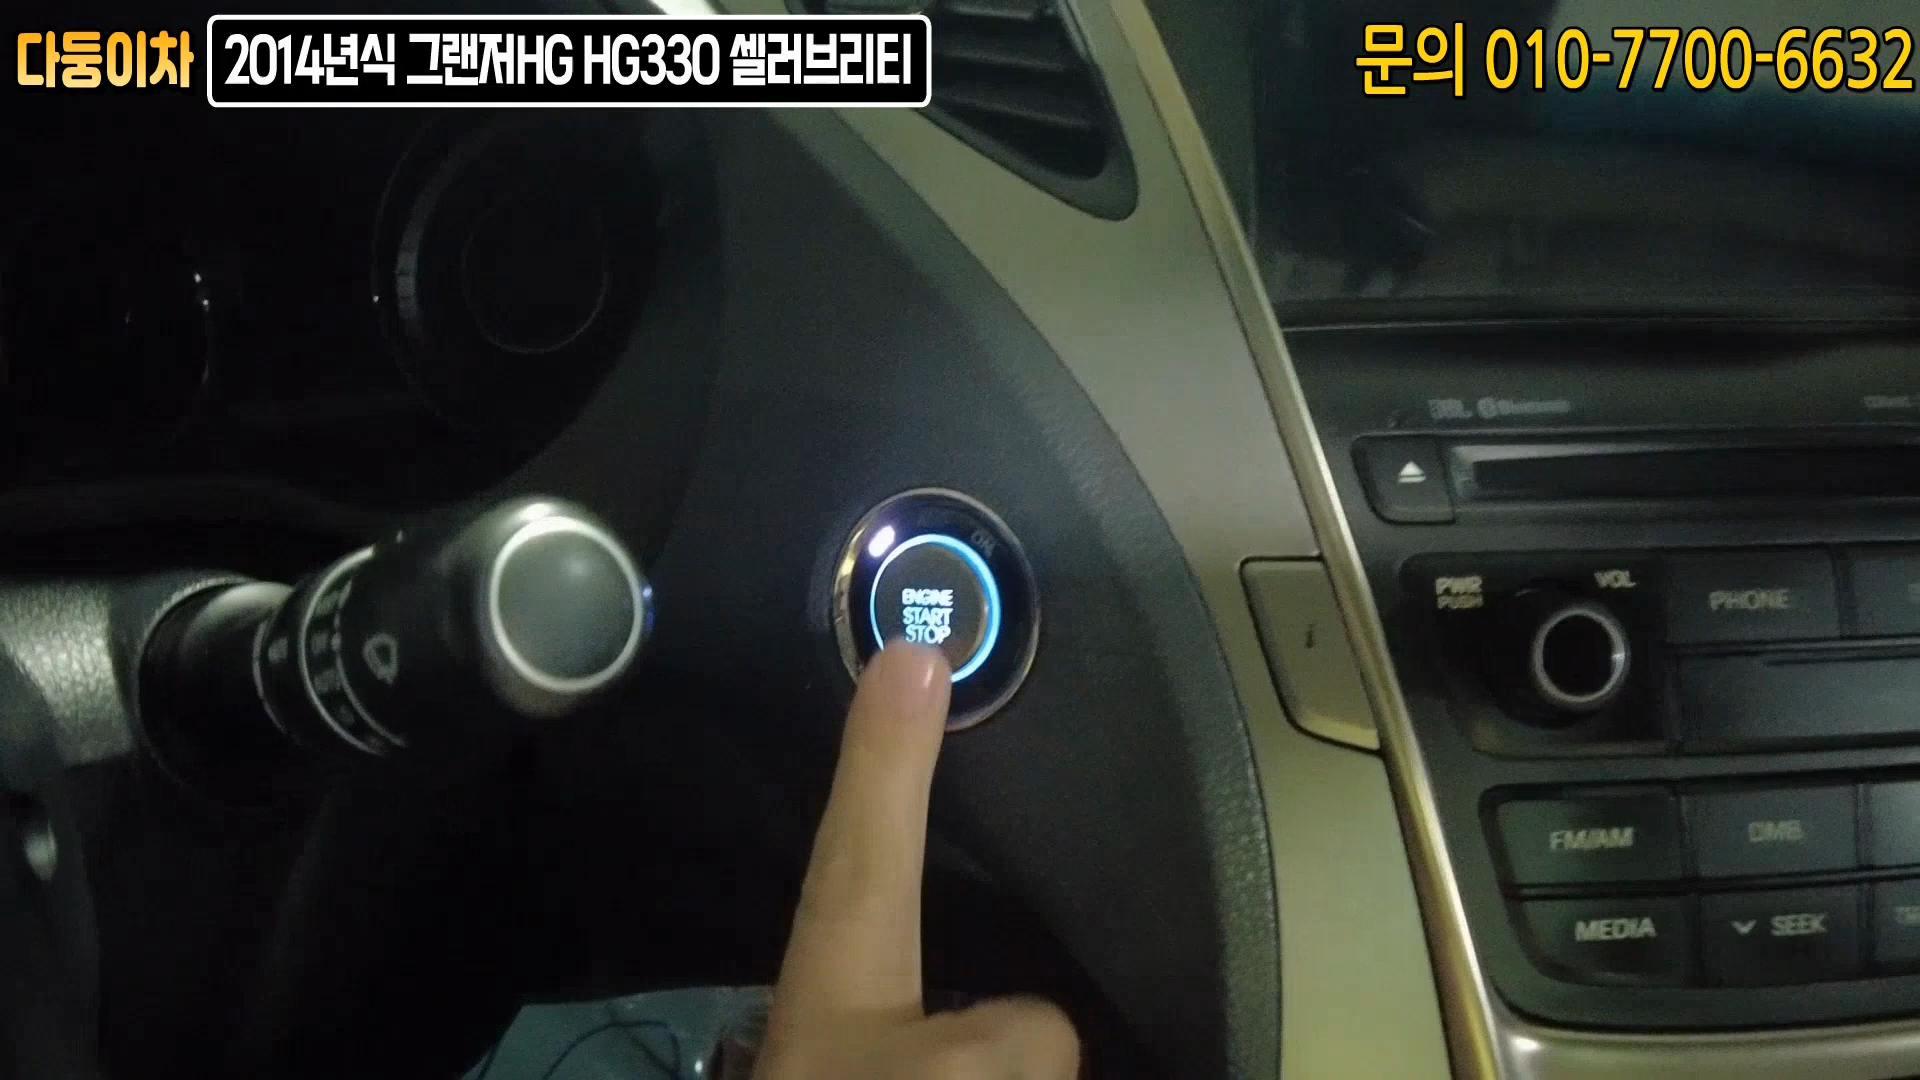 다둥이차
2014년식 그랜저HG HG330 셀러브리티
문의 010-7700-6632
JBL Bluetooth
ON
ENGINE
START
STOP
PWR
PUSH
VOL
PHONE
i
FM/AM
DMB
MEDIA
SEEK